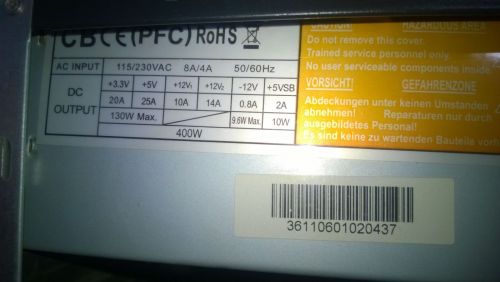 CB CE (PFC) RoHS
AC INPUT 115/230VAC 8A/4A 50/60Hz
DC OUTPUT +3.3V +5V +12V1 +12V2 -12V +5VSB
20A 25A 10A 14A 0.8A 2A
130W Max. 9.6W Max. 10W
400W
CAUTION! HAZARDOUS AREA
Do not remove this cover.
Trained service personnel only.
No user serviceable components inside.
VORSICHT! GEFAHRENZONE
Abdeckungen unter keinen Umständen
abnehmen! Reparaturen nur durch
ausgebildetes Personal!
Es sind keine zu wartenden Bauteile
36110601020437